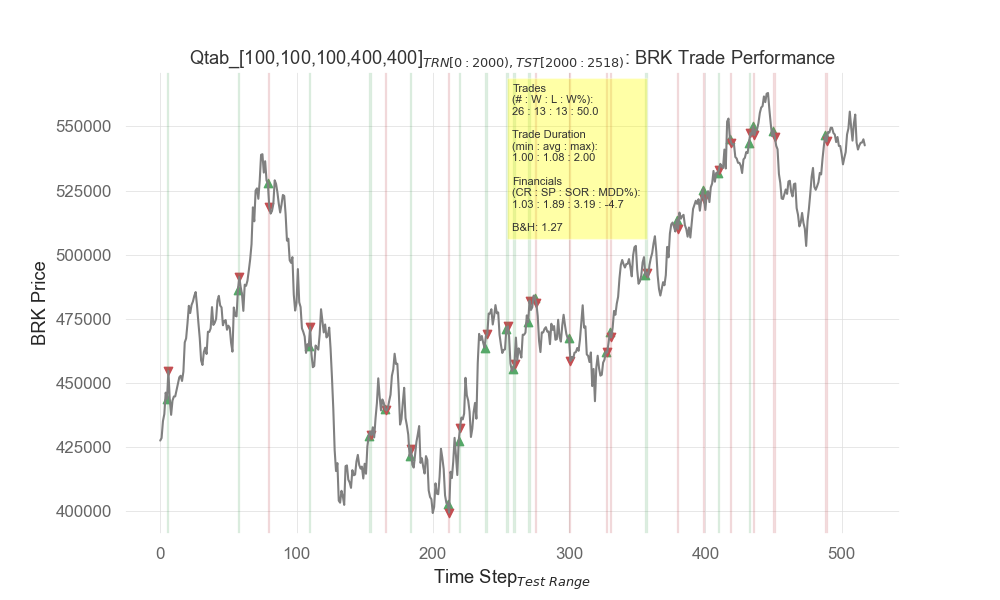 Qtab_[100,100,100,400,400]TRN[0:2000),TST[2000:2518): BRK Trade Performance
Trades
(# : W : L : W%):
26 : 13 : 13 : 50.0
Trade Duration
(min : avg : max):
1.00 : 1.08 : 2.00
Financials
(CR : SP : SOR : MDD%):
1.03 : 1.89 : 3.19 : -4.7
B&H: 1.27
BRK Price
550000
525000
500000
475000
450000
425000
400000
0 100 200 300 400 500
Time StepTest Range